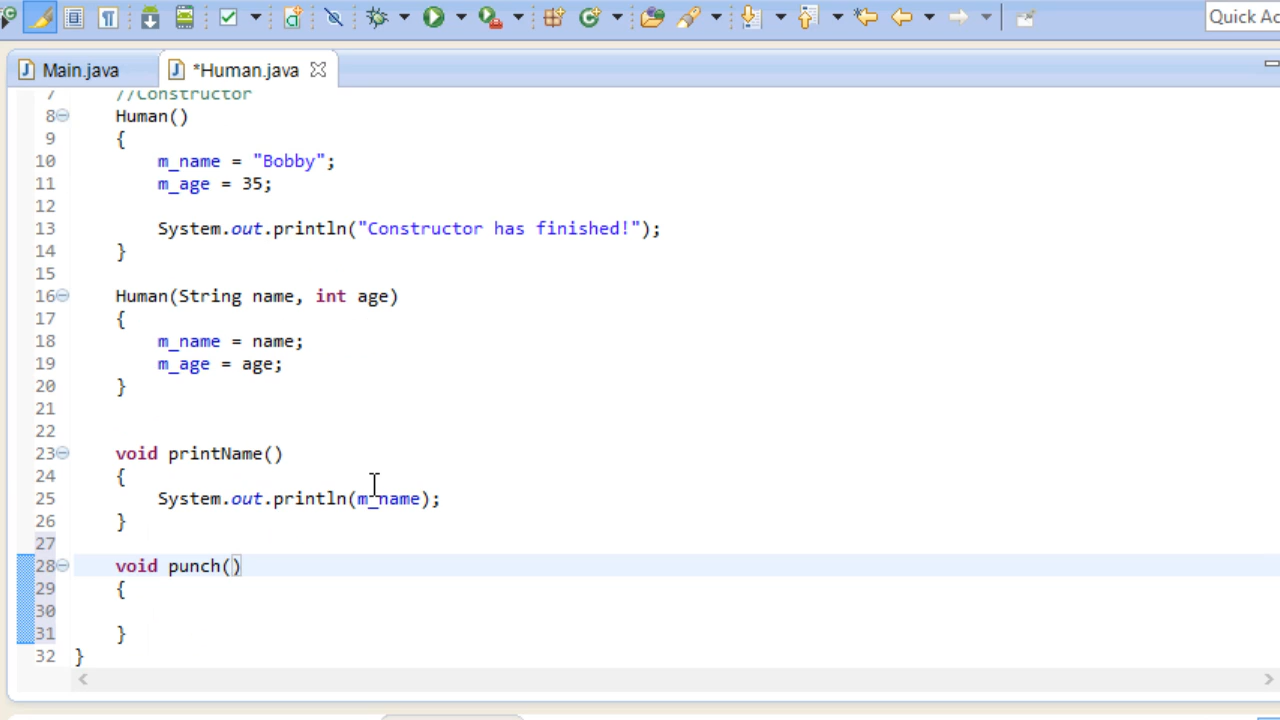 Quick Ac
Main.java
*Human.java
7 //Constructor
8 Human()
9 {
10 m_name = "Bobby";
11 m_age = 35;
12
13 System.out.println("Constructor has finished!");
14 }
15
16 Human(String name, int age)
17 {
18 m_name = name;
19 m_age = age;
20 }
21
22
23 void printName()
24 {
25 System.out.println(m_name);
26 }
27
28 void punch()
29 {
30
31 }
32 }